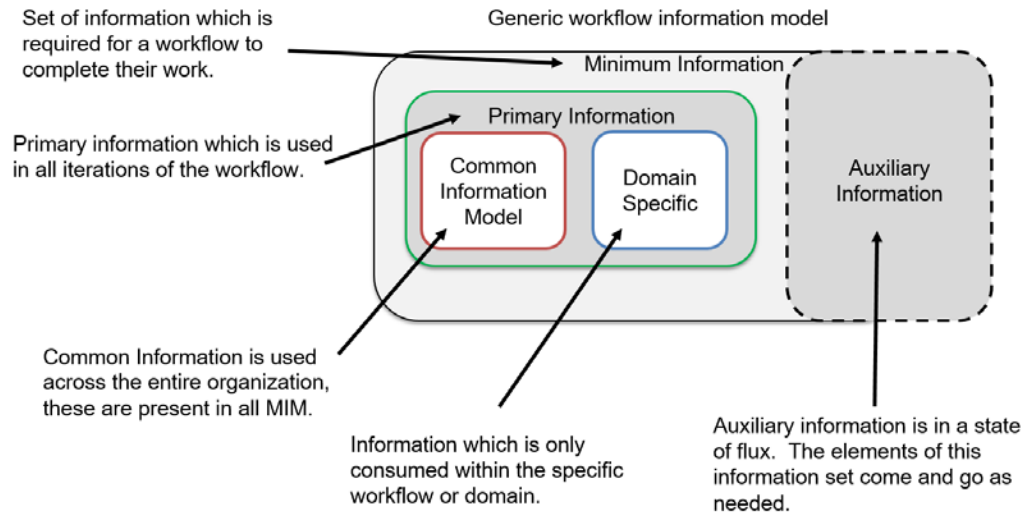 Set of information which is
required for a workflow to
complete their work.
Generic workflow information model
Minimum Information
Primary information which is used
in all iterations of the workflow.
Primary Information
Common
Information
Model
Domain
Specific
Auxiliary
Information
Common Information is used
across the entire organization,
these are present in all MIM.
Information which is only
consumed within the specific
workflow or domain.
Auxiliary information is in a state
of flux.  The elements of this
information set come and go as
needed.